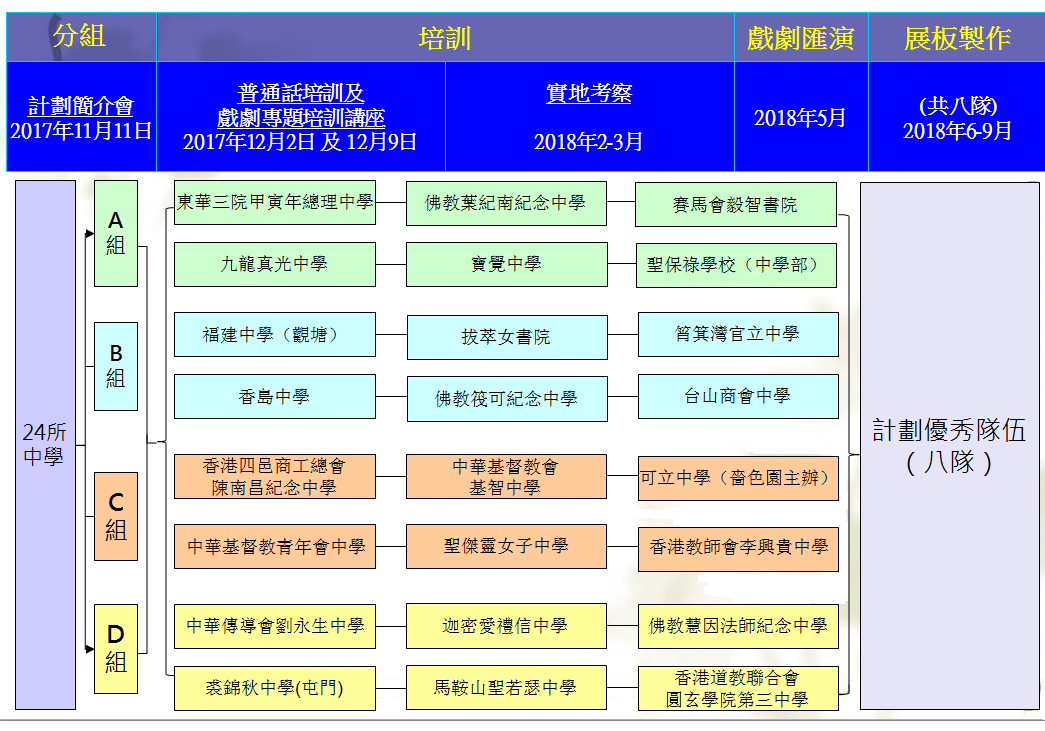 分組
培訓
戲劇匯演
展板製作
計劃簡介會
2017年11月11日
普通話培訓及
戲劇專題培訓講座
2017年12月2日 及 12月9日
實地考察
2018年2-3月
2018年5月
(共八隊)
2018年6-9月
24所
中學
A
組
東華三院甲寅年總理中學
佛教葉紀南紀念中學
賽馬會毅智書院
九龍真光中學
寶覺中學
聖保祿學校（中學部）
B
組
福建中學（觀塘）
拔萃女書院
筲箕灣官立中學
香島中學
佛教筏可紀念中學
台山商會中學
C
組
香港四邑商工總會
陳南昌紀念中學
中華基督教會
基智中學
可立中學（嗇色園主辦）
中華基督教青年會中學
聖傑靈女子中學
香港教師會李興貴中學
D
組
中華傳導會劉永生中學
迦密愛禮信中學
佛教慧因法師紀念中學
裘錦秋中學(屯門)
馬鞍山聖若瑟中學
香港道教聯合會
圓玄學院第三中學
計劃優秀隊伍
（八隊）